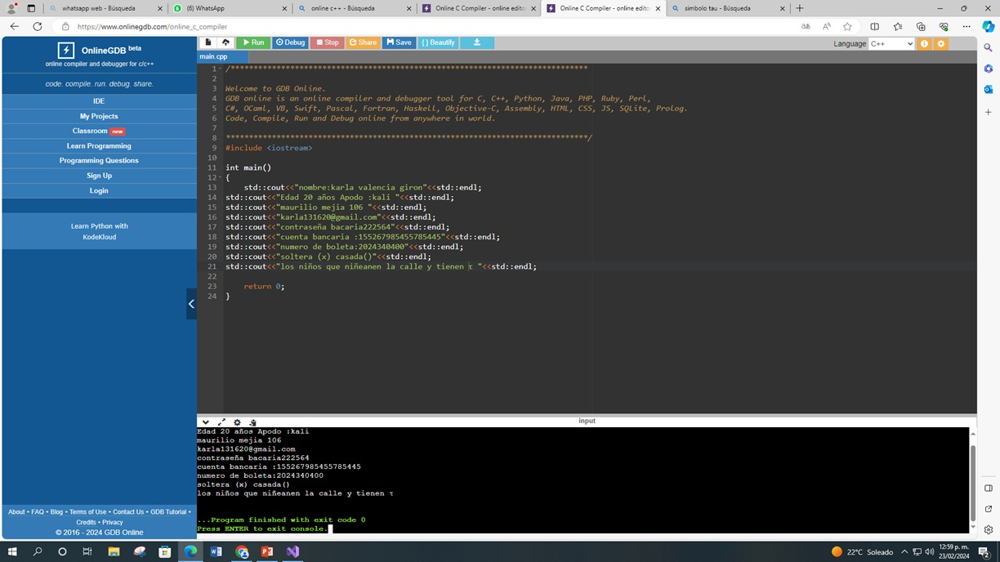 whatsapp web - Búsqueda
(6) WhatsApp
online c++ - Búsqueda
Online C Compiler - online edito
Online C Compiler - online edito
simbolo tau - Búsqueda
https://www.onlinegdb.com/online_c_compiler
OnlineGDB beta
online compiler and debugger for c/c++
code. compile. run. debug. share.
IDE
My Projects
Classroom new
Learn Programming
Programming Questions
Sign Up
Login
Learn Python with
KodeKloud
About • FAQ • Blog • Terms of Use • Contact Us • GDB Tutorial •
Credits • Privacy
© 2016 - 2024 GDB Online
Run
Debug
Stop
Share
Save
{ } Beautify
Language C++
main.cpp
1 /******************************************************************************
2
3 Welcome to GDB Online.
4 GDB online is an online compiler and debugger tool for C, C++, Python, Java, PHP, Ruby, Perl,
5 C#, OCaml, VB, Swift, Pascal, Fortran, Haskell, Objective-C, Assembly, HTML, CSS, JS, SQLite, Prolog.
6 Code, Compile, Run and Debug online from anywhere in world.
7
8 *******************************************************************************/
9 #include <iostream>
10
11 int main()
12 {
13 std::cout<<"nombre:karla valencia giron"<<std::endl;
14 std::cout<<"Edad 20 años Apodo :kali "<<std::endl;
15 std::cout<<"maurilio mejia 106 "<<std::endl;
16 std::cout<<"karla131620@gmail.com"<<std::endl;
17 std::cout<<"contraseña bacaria222564"<<std::endl;
18 std::cout<<"cuenta bancaria :155267985455785445"<<std::endl;
19 std::cout<<"numero de boleta:2024340400"<<std::endl;
20 std::cout<<"soltera (x) casada()"<<std::endl;
21 std::cout<<"los niños que niñeanen la calle y tienen τ "<<std::endl;
22
23 return 0;
24 }
input
Edad 20 años Apodo :kali
maurilio mejia 106
karla131620@gmail.com
contraseña bacaria222564
cuenta bancaria :155267985455785445
numero de boleta:2024340400
soltera (x) casada()
los niños que niñeanen la calle y tienen τ
...Program finished with exit code 0
Press ENTER to exit console.
22°C Soleado
12:59 p. m.
23/02/2024
2